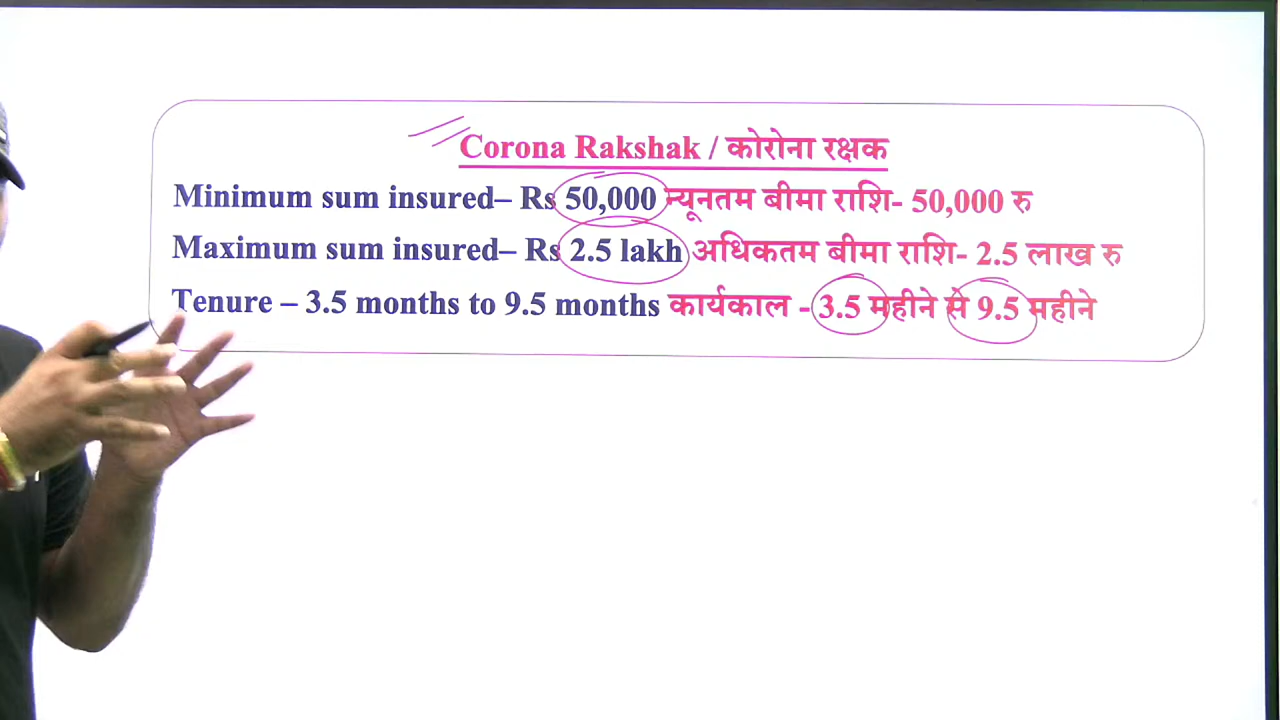 Corona Rakshak / कोरोना रक्षक
Minimum sum insured– Rs 50,000 न्यूनतम बीमा राशि- 50,000 रु
Maximum sum insured– Rs 2.5 lakh अधिकतम बीमा राशि- 2.5 लाख रु
Tenure – 3.5 months to 9.5 months कार्यकाल - 3.5 महीने से 9.5 महीने